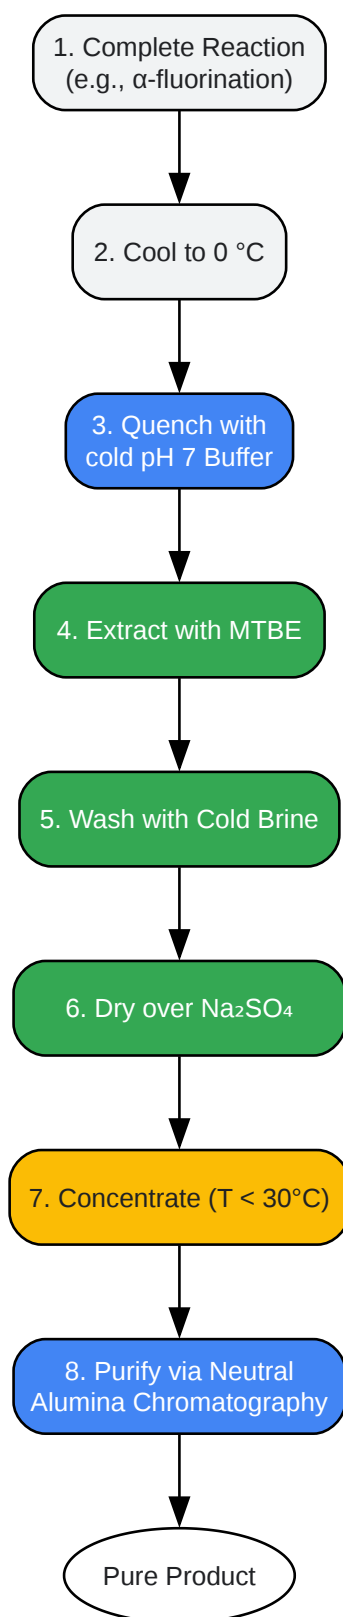 1. Complete Reaction
(e.g., α-fluorination)
2. Cool to 0 °C
3. Quench with
cold pH 7 Buffer
4. Extract with MTBE
5. Wash with Cold Brine
6. Dry over Na₂SO₄
7. Concentrate (T < 30°C)
8. Purify via Neutral
Alumina Chromatography
Pure Product